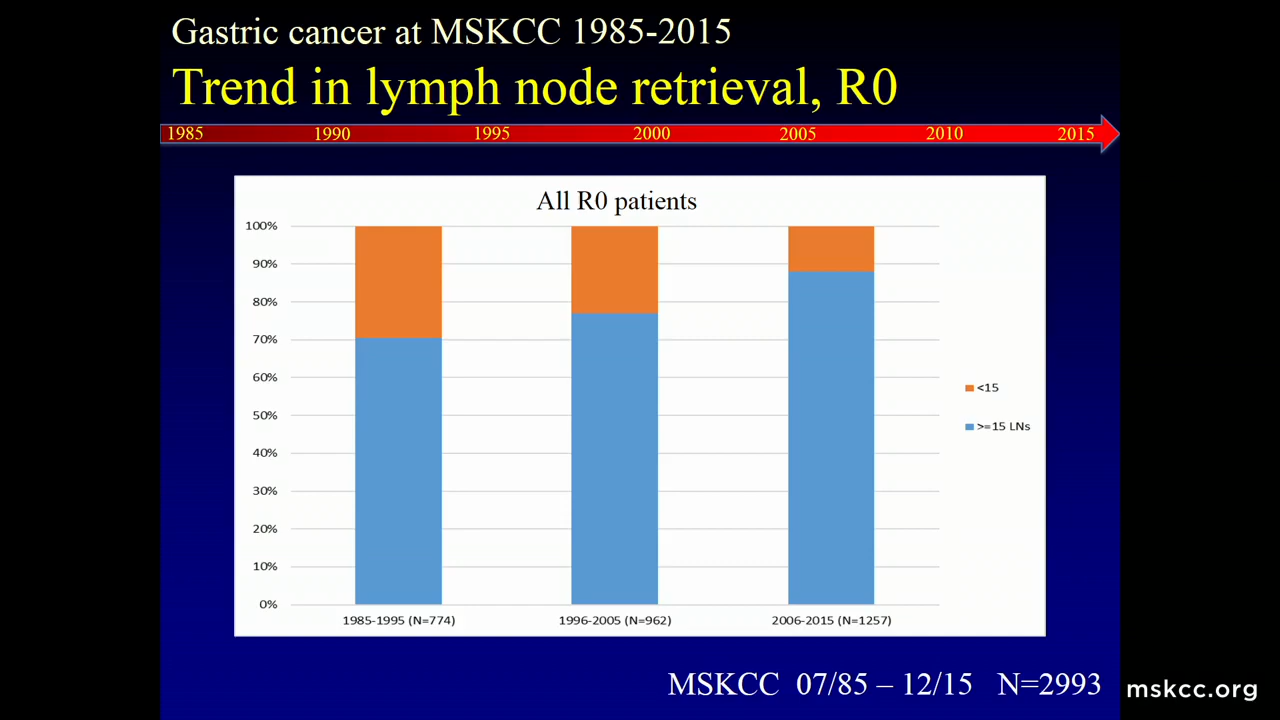 Gastric cancer at MSKCC 1985-2015
Trend in lymph node retrieval, R0
1985 1990 1995 2000 2005 2010 2015
All R0 patients
100%
90%
80%
70%
60%
50%
40%
30%
20%
10%
0%
<15
>=15 LNs
1985-1995 (N=774) 1996-2005 (N=962) 2006-2015 (N=1257)
MSKCC 07/85 – 12/15 N=2993
mskcc.org